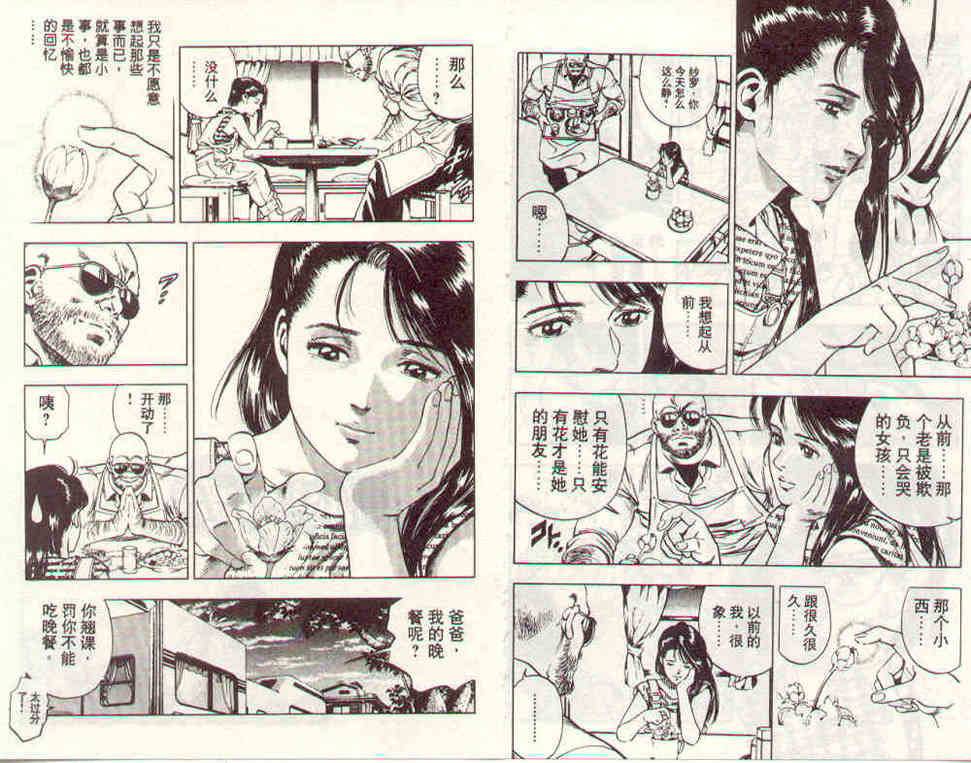 纱罗，你
今天怎么
这么静？
嗯……
我想起从
前……
从前……那
个老是被欺
负，只会哭
的女孩……
只有花能安
慰她……只
有花才是她
的朋友……
那个小
西……
跟很久很
久……
以前的
我，很
象……
………
那么
……？
没什么
……
我只是不愿意
想起那些
事而已，
就算是小
事，也都
是不愉快
的回忆
……
那……
开动了
！
咦？
爸爸，
我的晚
餐呢？
你翘课，
罚你不能
吃晚餐。
太过分
了！